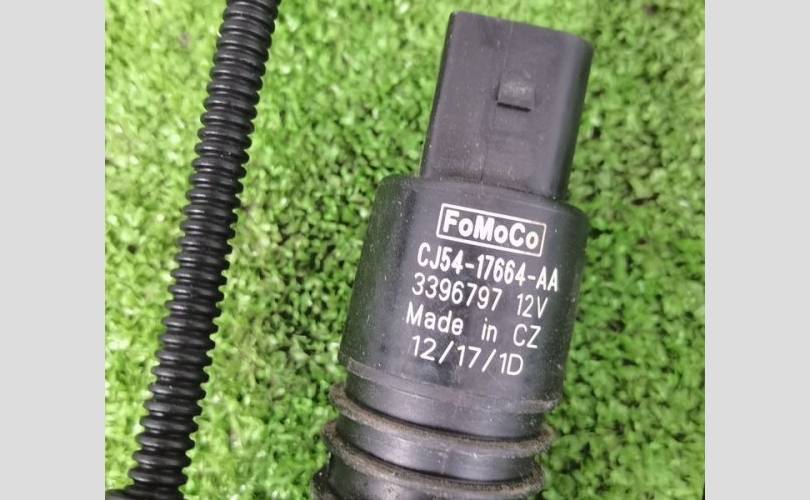 FoMoCo
CJ54-17664-AA
3396797 12V
Made in CZ
12/17/1D